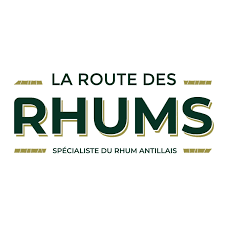 LA ROUTE DES
RHUMS
SPÉCIALISTE DU RHUM ANTILLAIS